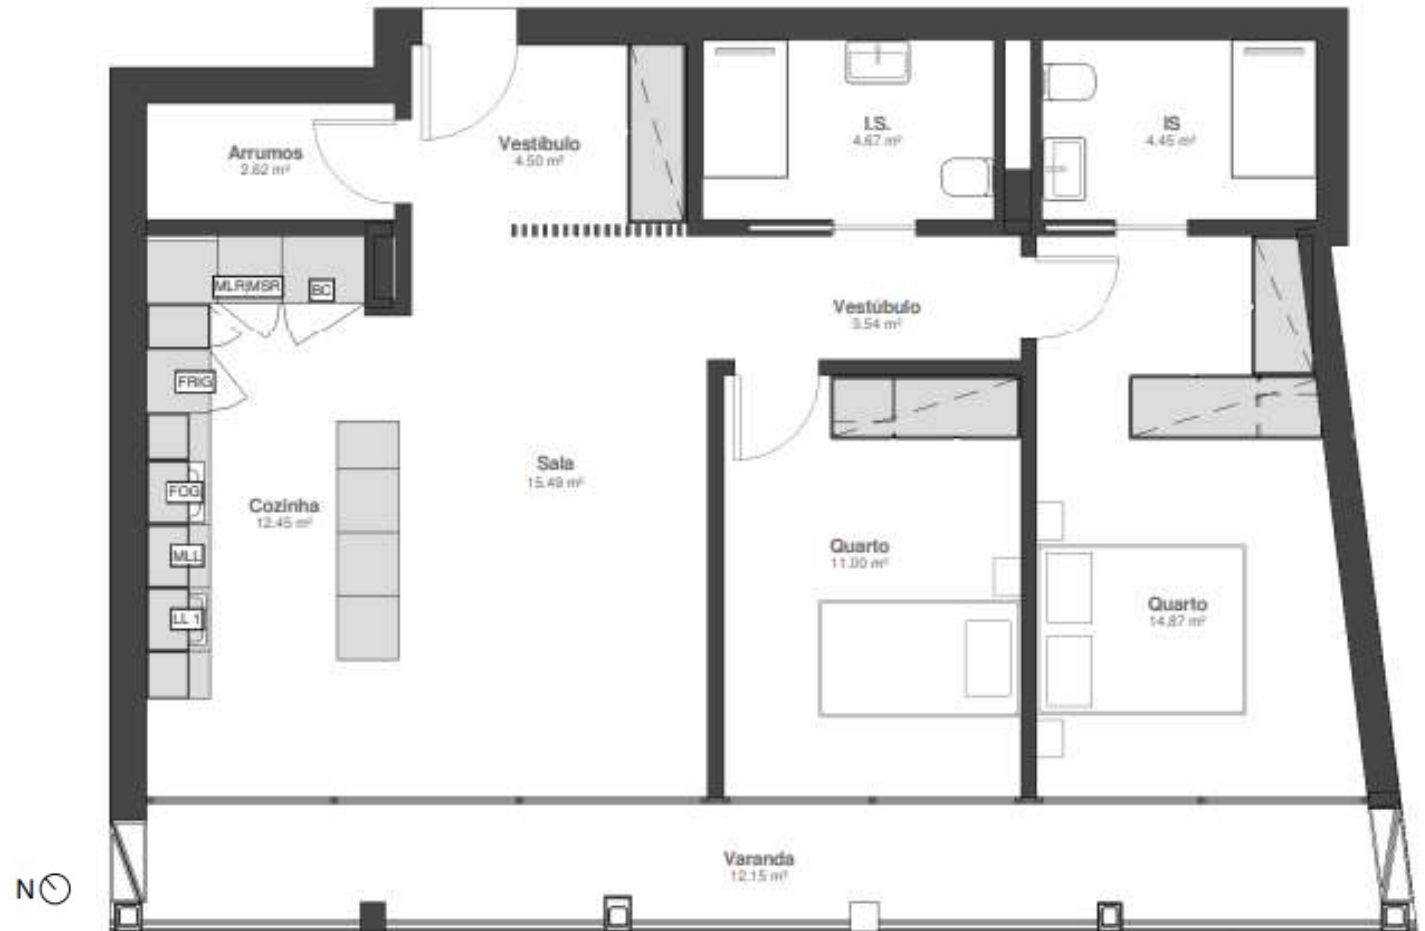 Arrumos
2.62 m²
Vestíbulo
4.50 m²
I.S.
4.67 m²
IS
4.45 m²
MLR|MSR
BC
Vestúbulo
3.54 m²
FRIG
Sala
15.49 m²
FOG
Cozinha
12.45 m²
MLL
Quarto
11.00 m²
LL 1
Quarto
14.87 m²
Varanda
12.15 m²
N